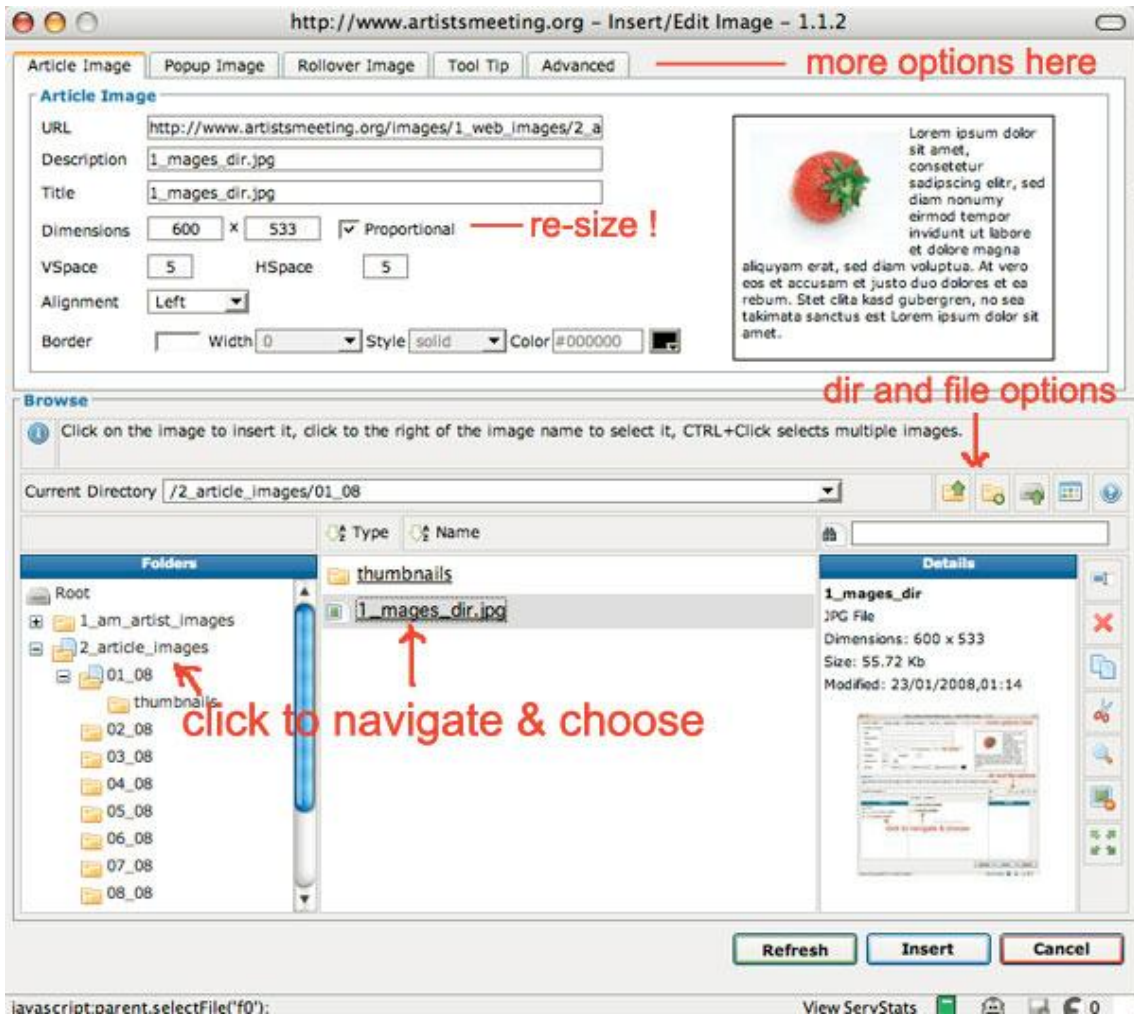 http://www.artistsmeeting.org – Insert/Edit Image – 1.1.2
Article Image Popup Image Rollover Image Tool Tip Advanced more options here
Article Image
URL http://www.artistsmeeting.org/images/1_web_images/2_a
Description 1_mages_dir.jpg
Title 1_mages_dir.jpg
Dimensions 600 x 533 Proportional re-size !
VSpace 5 HSpace 5
Alignment Left
Border Width 0 Style solid Color #000000
Lorem ipsum dolor
sit amet,
consetetur
sadipscing elitr, sed
diam nonumy
eirmod tempor
invidunt ut labore
et dolore magna
aliquyam erat, sed diam voluptua. At vero
eos et accusam et justo duo dolores et ea
rebum. Stet clita kasd gubergren, no sea
takimata sanctus est Lorem ipsum dolor sit
amet.
dir and file options
Browse
Click on the image to insert it, click to the right of the image name to select it, CTRL+Click selects multiple images.
Current Directory /2_article_images/01_08
Type Name
Folders
Root
1_am_artist_images
2_article_images
01_08
thumbnails
02_08
03_08
04_08
05_08
06_08
07_08
08_08
thumbnails
1_mages_dir.jpg
click to navigate & choose
Details
1_mages_dir
JPG File
Dimensions: 600 x 533
Size: 55.72 Kb
Modified: 23/01/2008,01:14
Refresh Insert Cancel
javascript:parent.selectFile('f0'); View ServStats 0